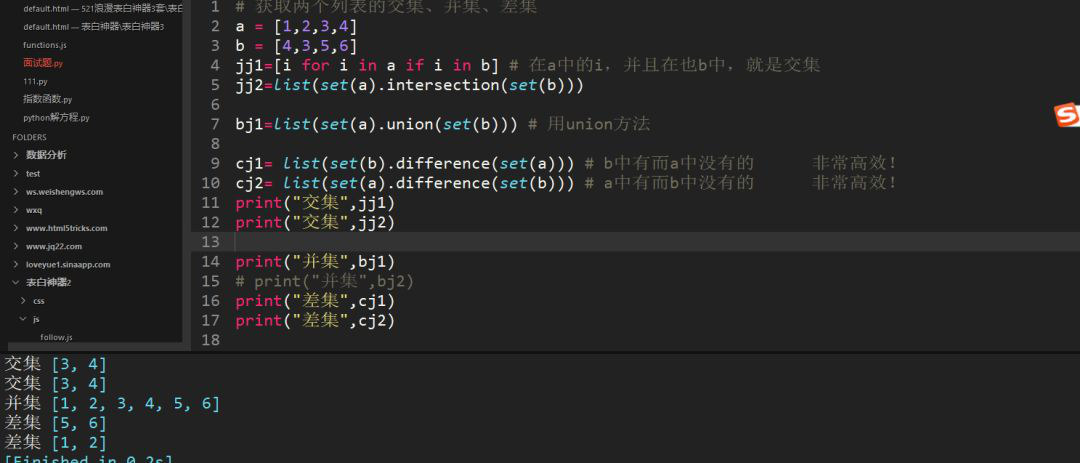 default.html — 521浪漫表白神器3套\表白
default.html — 表白神器\表白神器3
functions.js
面试题.py
111.py
指数函数.py
python解方程.py
FOLDERS
数据分析
test
ws.weishengws.com
wxq
www.html5tricks.com
www.jq22.com
loveyue1.sinaapp.com
表白神器2
css
js
follow.js
1 # 获取两个列表的交集、并集、差集
2 a = [1,2,3,4]
3 b = [4,3,5,6]
4 jj1=[i for i in a if i in b] # 在a中的i，并且在也b中，就是交集
5 jj2=list(set(a).intersection(set(b)))
6
7 bj1=list(set(a).union(set(b))) # 用union方法
8
9 cj1= list(set(b).difference(set(a))) # b中有而a中没有的 非常高效！
10 cj2= list(set(a).difference(set(b))) # a中有而b中没有的 非常高效！
11 print("交集",jj1)
12 print("交集",jj2)
13
14 print("并集",bj1)
15 # print("并集",bj2)
16 print("差集",cj1)
17 print("差集",cj2)
18
S
交集 [3, 4]
交集 [3, 4]
并集 [1, 2, 3, 4, 5, 6]
差集 [5, 6]
差集 [1, 2]
[Finished in 0.2s]